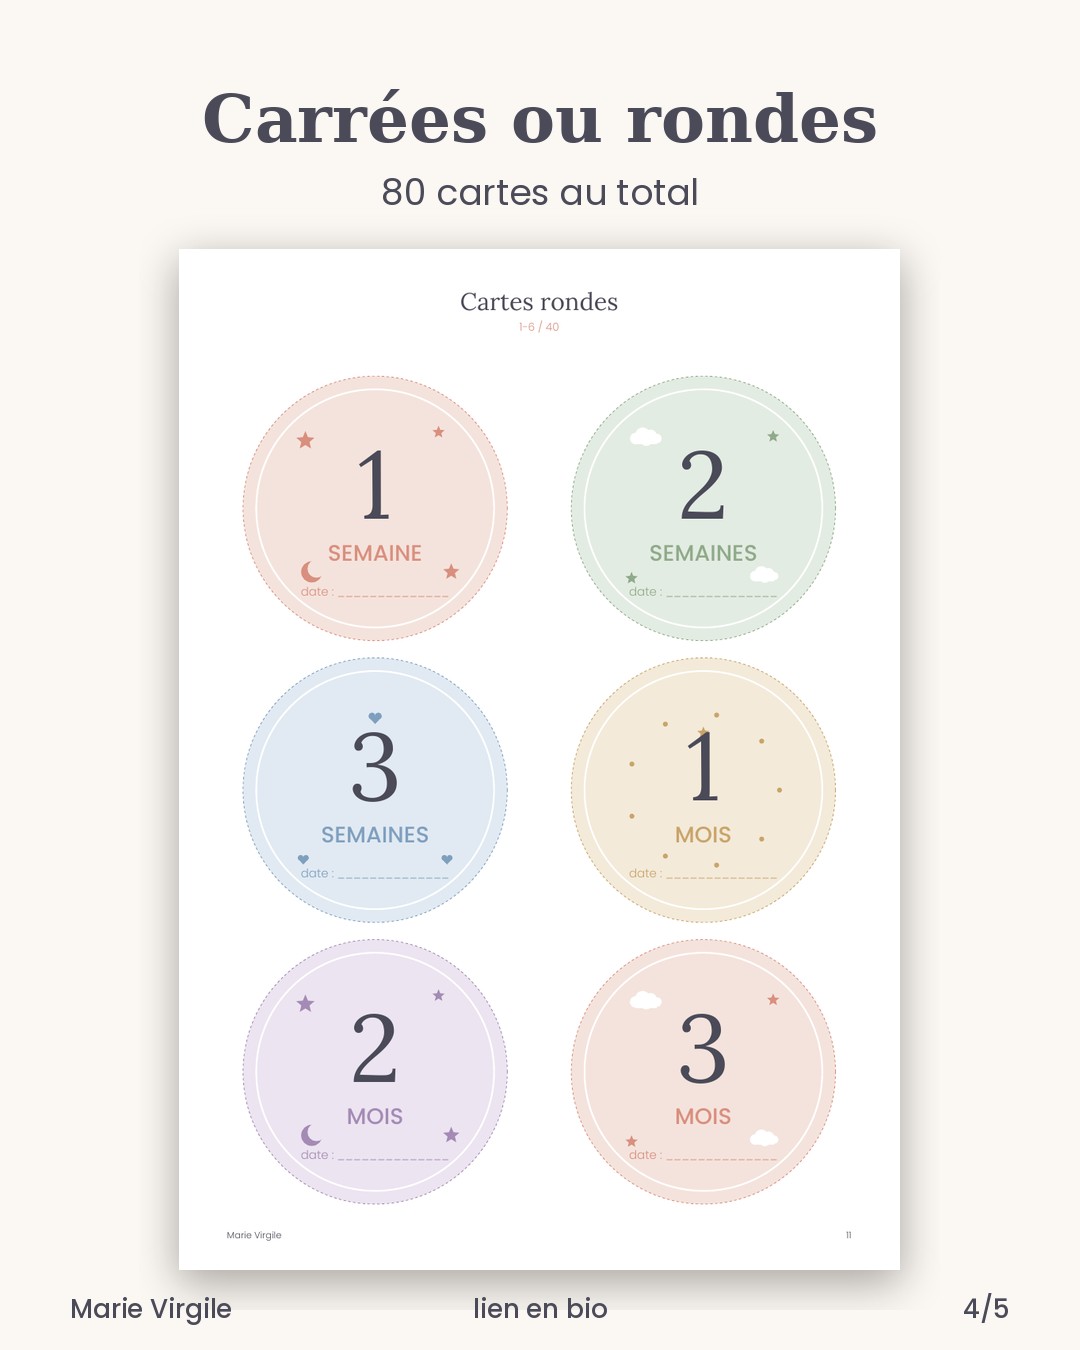 Carrées ou rondes
80 cartes au total
Cartes rondes
1-6 / 40
1
SEMAINE
date : _ _ _ _ _ _ _ _ _ _ _ _ _ _
2
SEMAINES
date : _ _ _ _ _ _ _ _ _ _ _ _ _ _
3
SEMAINES
date : _ _ _ _ _ _ _ _ _ _ _ _ _ _
1
MOIS
date : _ _ _ _ _ _ _ _ _ _ _ _ _ _
2
MOIS
date : _ _ _ _ _ _ _ _ _ _ _ _ _ _
3
MOIS
date : _ _ _ _ _ _ _ _ _ _ _ _ _ _
Marie Virgile
11
Marie Virgile
lien en bio
4/5